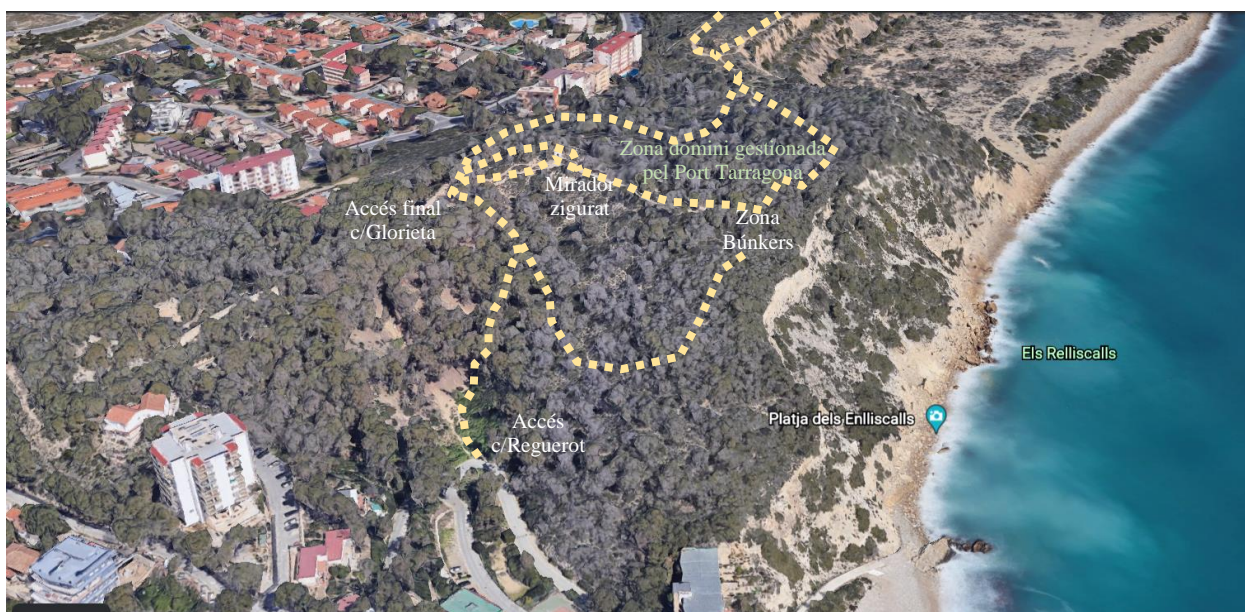 Zona domini gestionada
pel Port Tarragona
Mirador
zigurat
Accés final
c/Glorieta
Zona
Búnkers
Els Relliscalls
Platja dels Enlliscalls
Accés
c/Reguerot